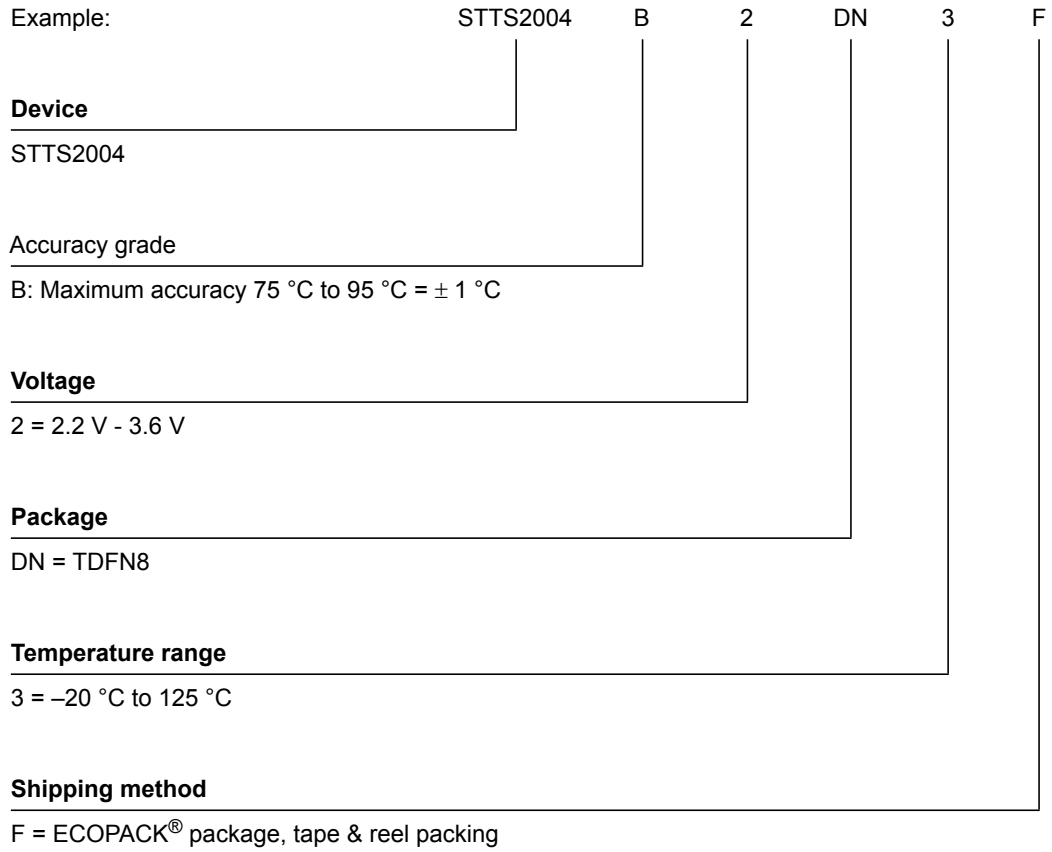 Example: STTS2004 B 2 DN 3 F
Device
STTS2004
Accuracy grade
B: Maximum accuracy 75 °C to 95 °C = ± 1 °C
Voltage
2 = 2.2 V - 3.6 V
Package
DN = TDFN8
Temperature range
3 = –20 °C to 125 °C
Shipping method
F = ECOPACK® package, tape & reel packing